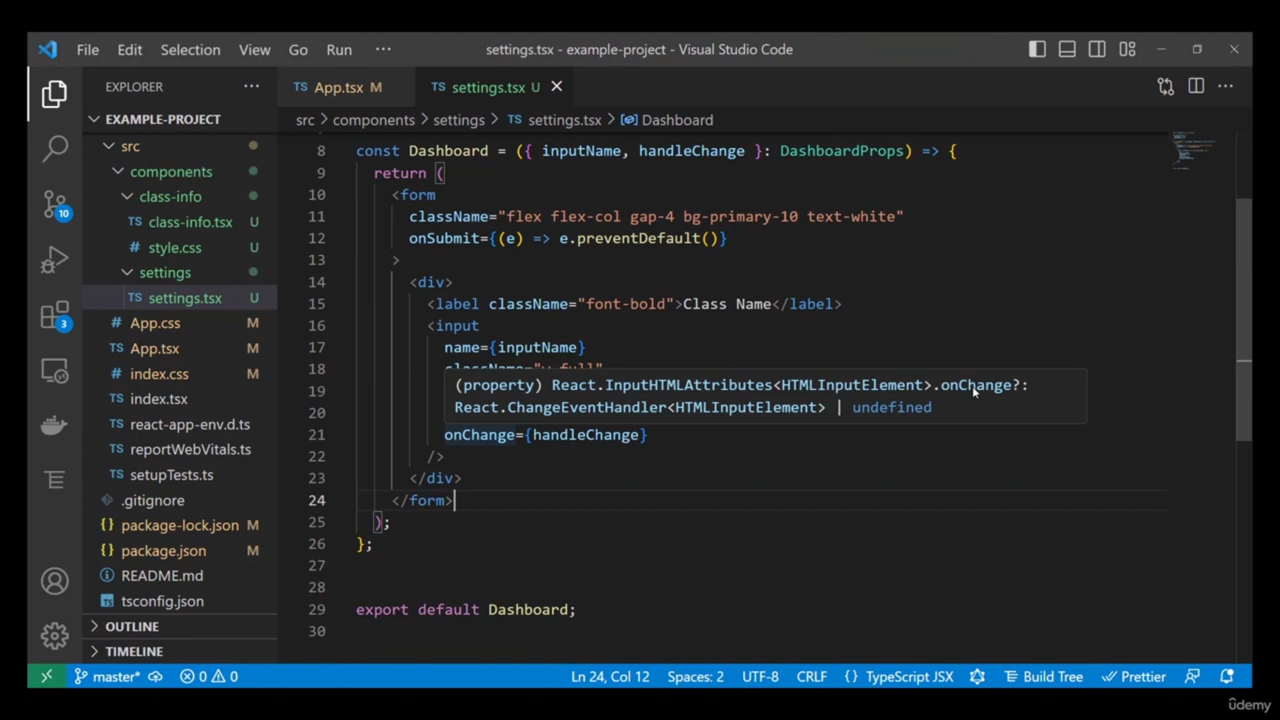 File Edit Selection View Go Run ··· settings.tsx - example-project - Visual Studio Code
EXPLORER ···
TS App.tsx M
TS settings.tsx U
EXAMPLE-PROJECT
src
components
class-info
TS class-info.tsx U
# style.css U
settings
TS settings.tsx U
# App.css M
TS App.tsx M
# index.css M
TS index.tsx
TS react-app-env.d.ts
TS reportWebVitals.ts
TS setupTests.ts
.gitignore
{} package-lock.json M
{} package.json M
README.md
TS tsconfig.json
OUTLINE
TIMELINE
10
3
src > components > settings > TS settings.tsx > Dashboard
8 const Dashboard = ({ inputName, handleChange }: DashboardProps) => {
9 return (
10 <form
11 className="flex flex-col gap-4 bg-primary-10 text-white"
12 onSubmit={(e) => e.preventDefault()}
13 >
14 <div>
15 <label className="font-bold">Class Name</label>
16 <input
17 name={inputName}
18
19
20
(property) React.InputHTMLAttributes<HTMLInputElement>.onChange?:
React.ChangeEventHandler<HTMLInputElement> | undefined
21 onChange={handleChange}
22 />
23 </div>
24 </form>
25 );
26 };
27
28
29 export default Dashboard;
30
master* 0 0 Ln 24, Col 12 Spaces: 2 UTF-8 CRLF {} TypeScript JSX Build Tree Prettier
ûdemy